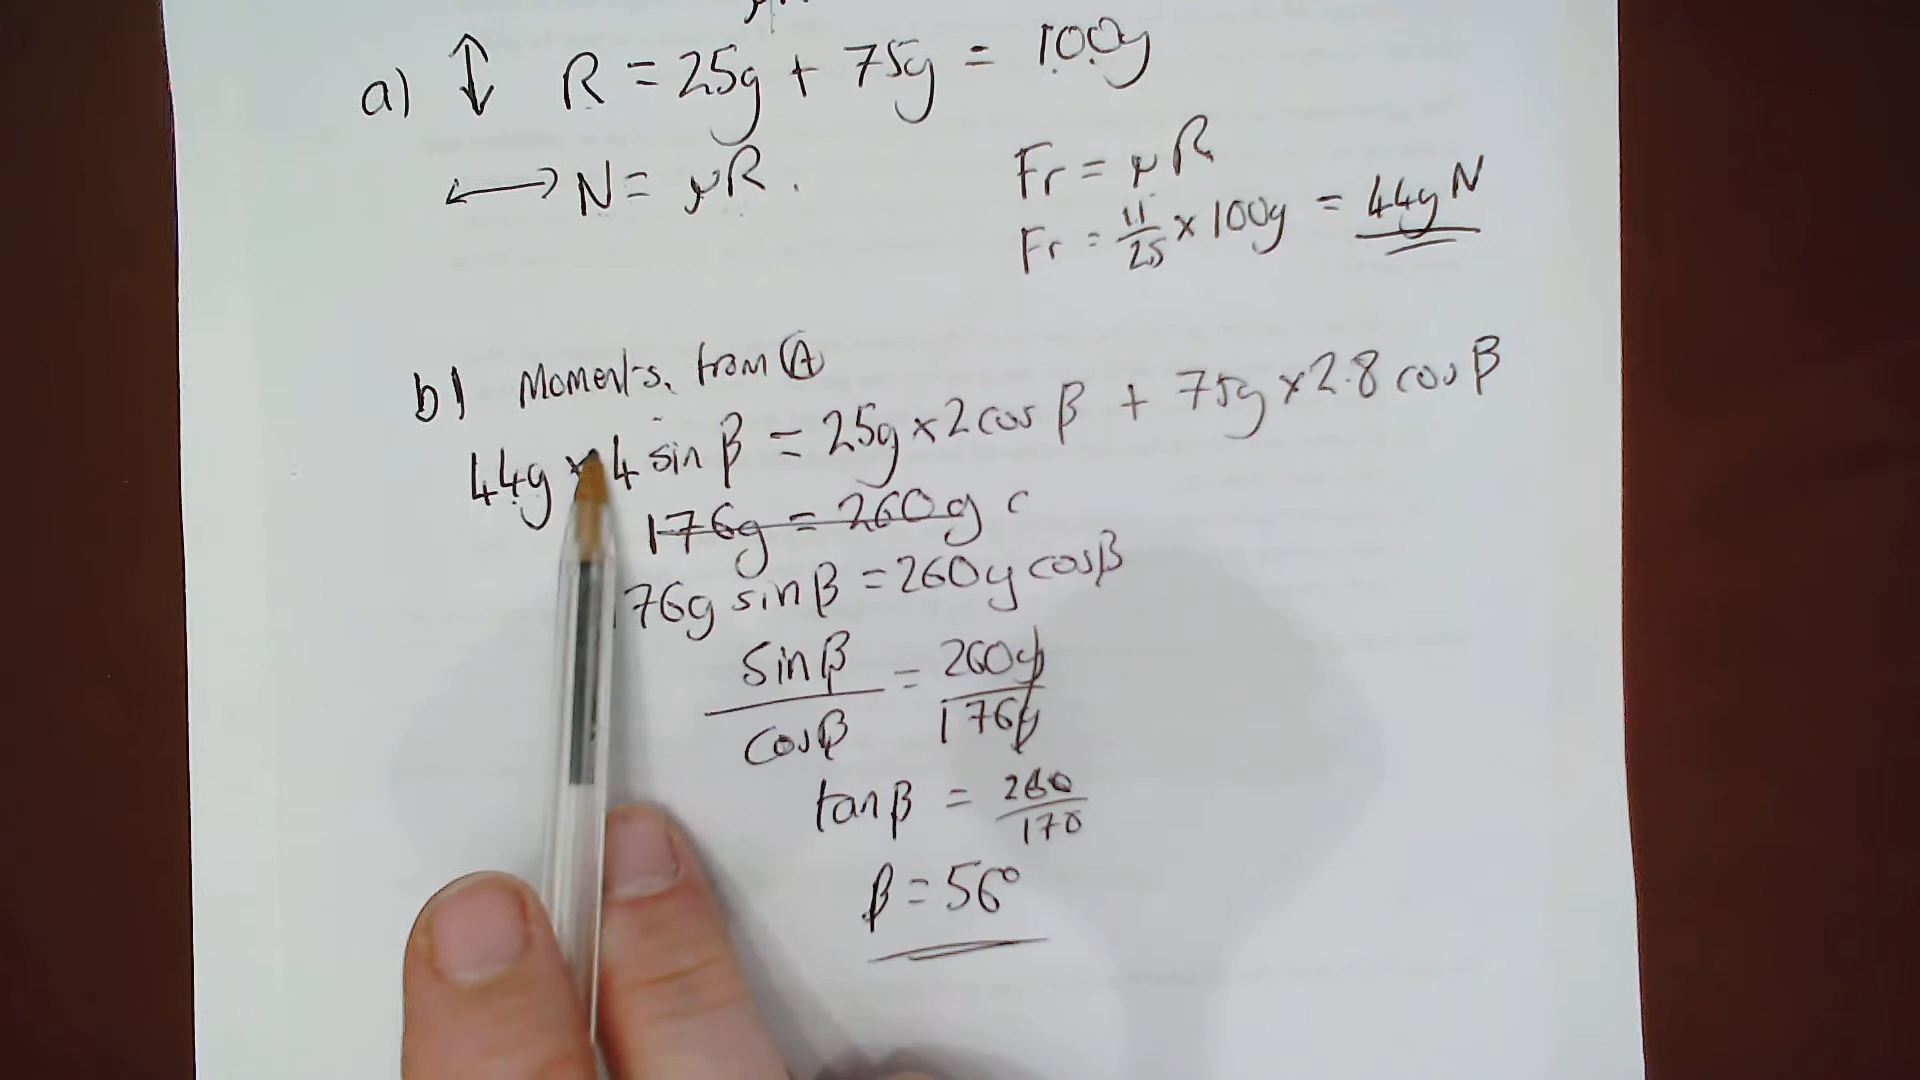 a) ↕ R = 25g + 75g = 100g
↔ N = μR.
Fr = μR
Fr = 11/25 × 100g = 44g N
b) Moments from A
44g × 4 sin β = 25g × 2 cos β + 75g × 2.8 cos β
176g = 260g c
176g sin β = 260g cos β
sin β / cos β = 260g / 176g
tan β = 260 / 176
β = 56°